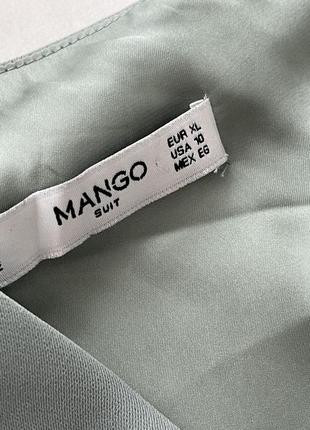 MANGO
SUIT
EUR XL
USA 10
MEX EG